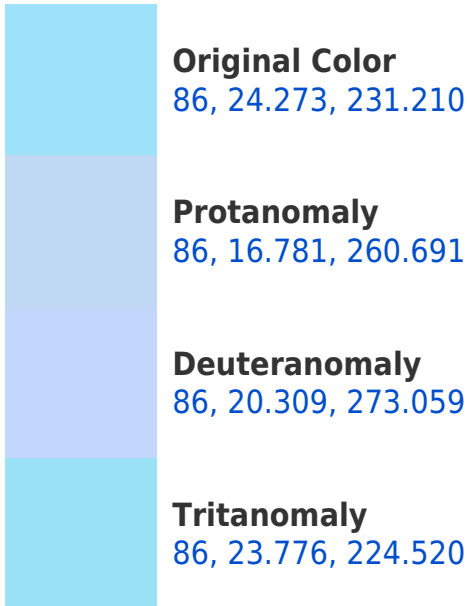 Original Color
86, 24.273, 231.210
Protanomaly
86, 16.781, 260.691
Deuteranomaly
86, 20.309, 273.059
Tritanomaly
86, 23.776, 224.520